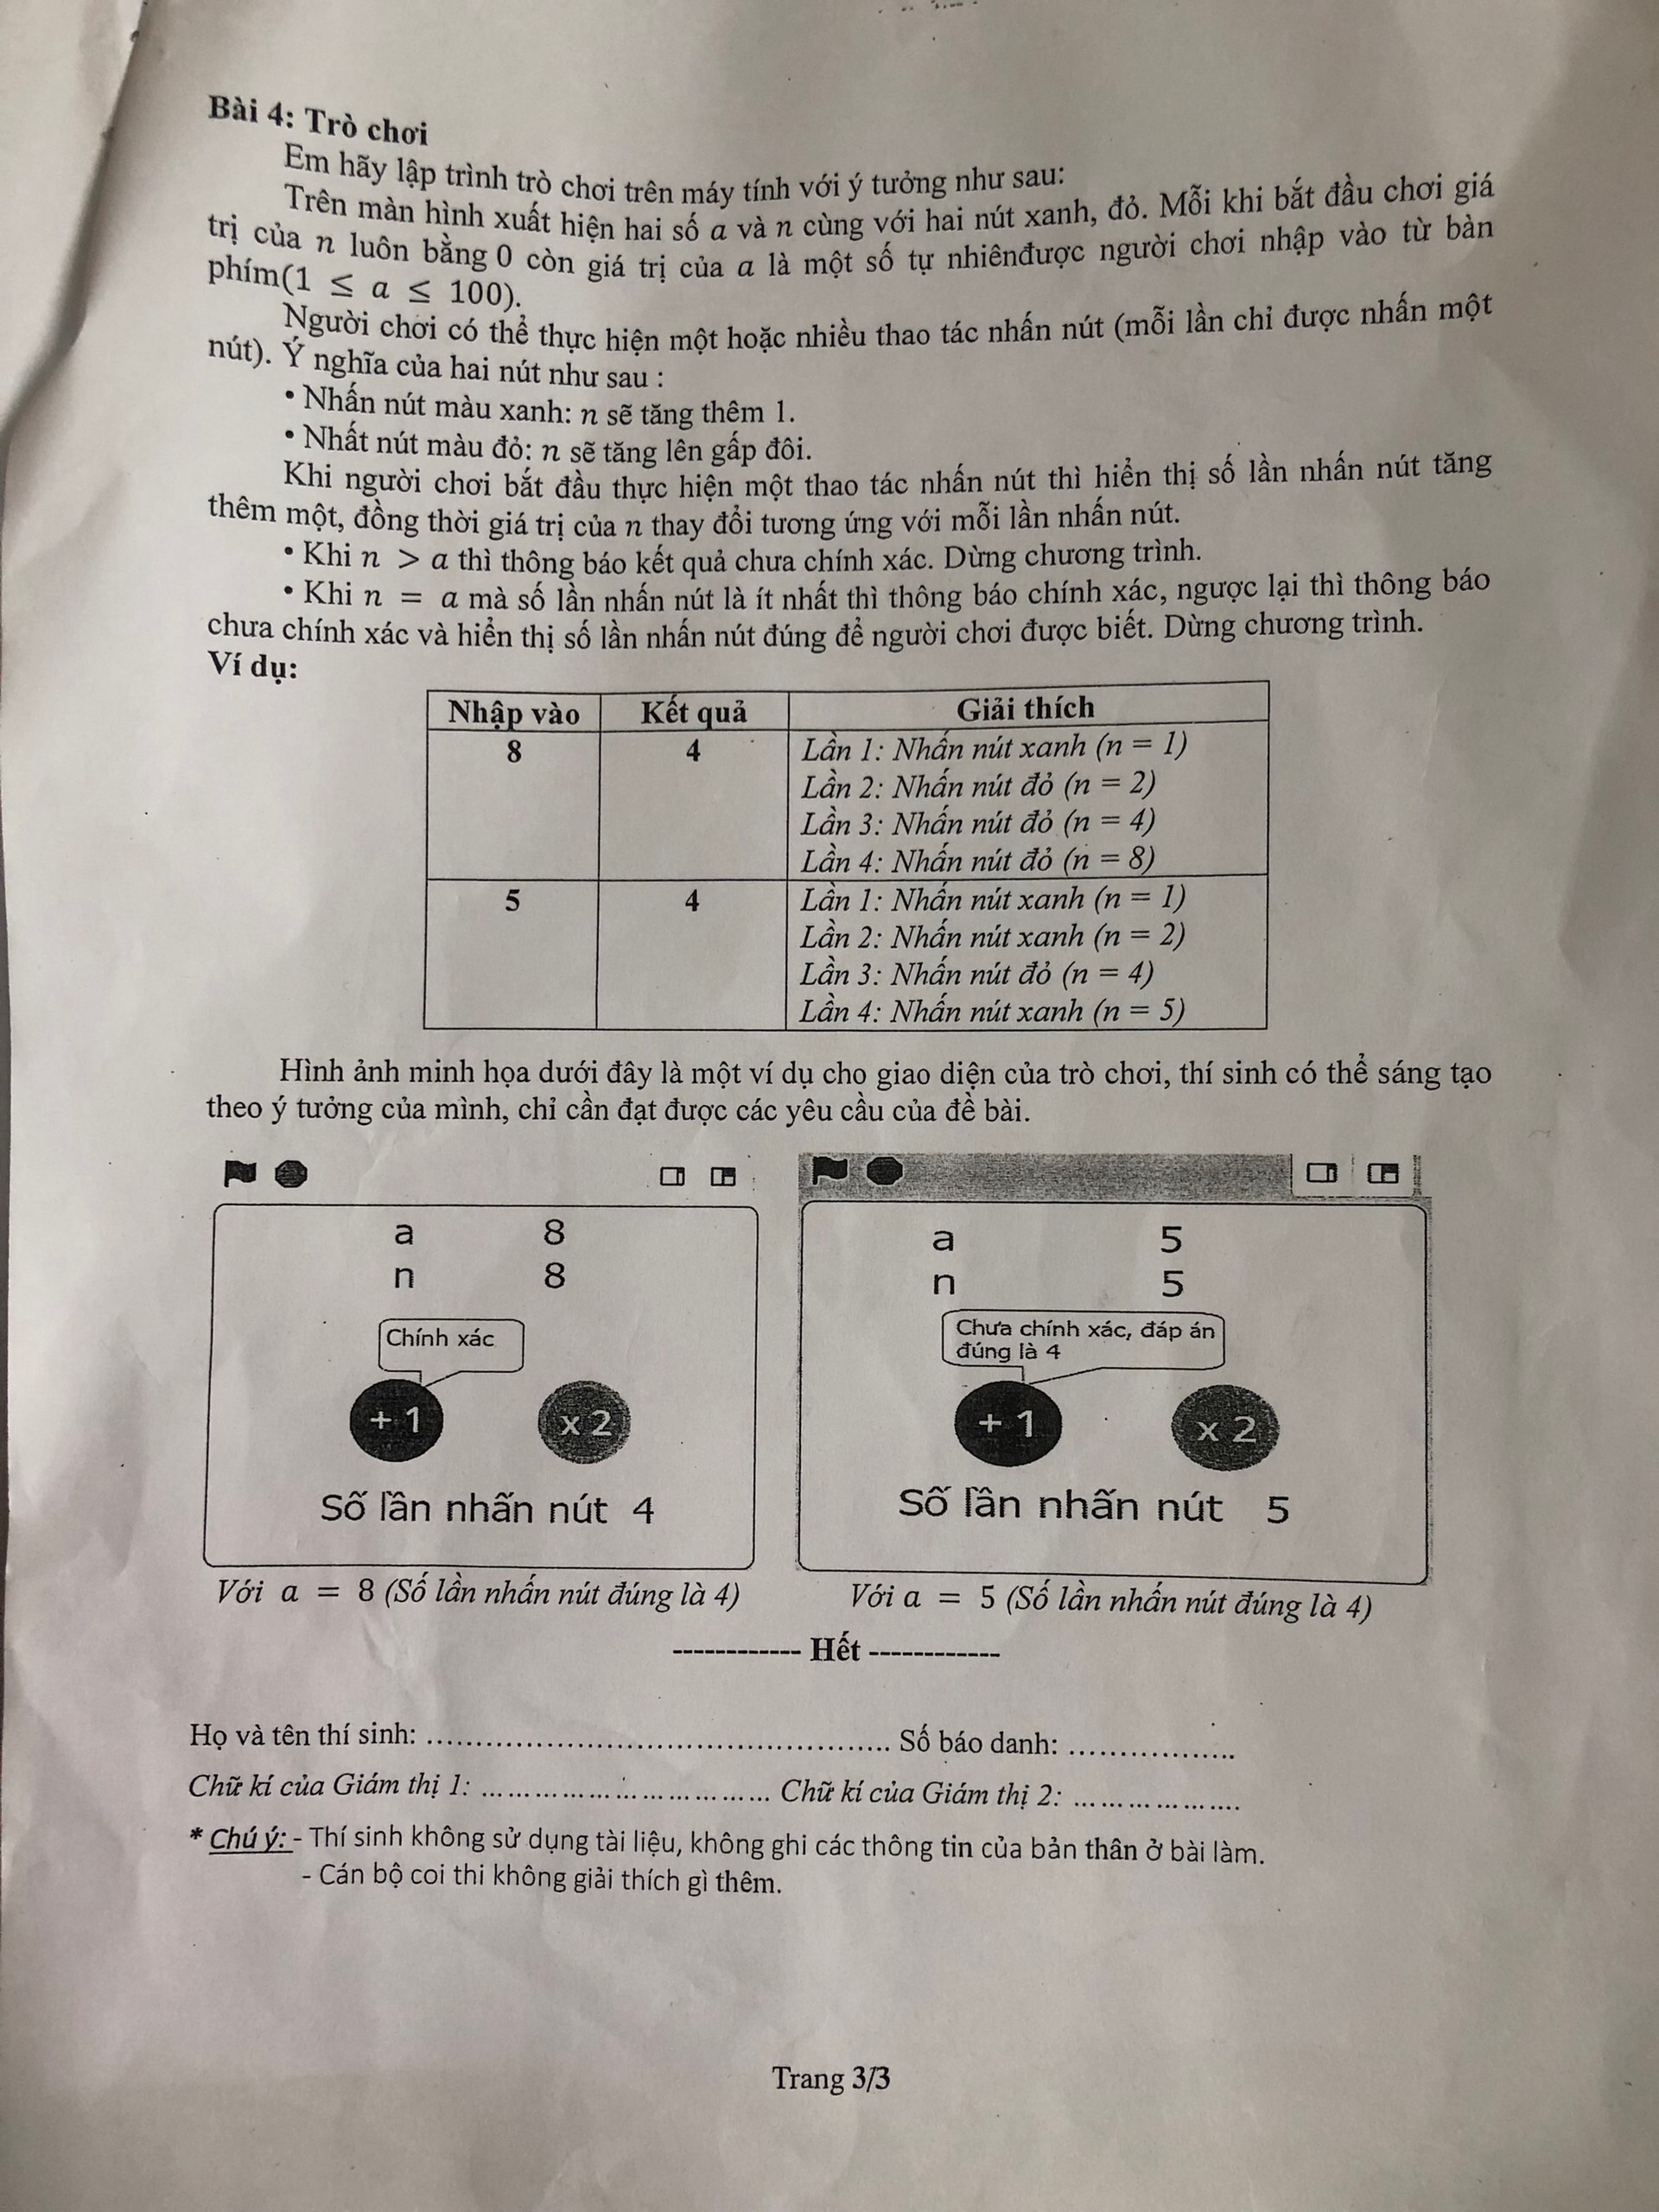 Bài 4: Trò chơi
Em hãy lập trình trò chơi trên máy tính với ý tưởng như sau:
Trên màn hình xuất hiện hai số a và n cùng với hai nút xanh, đỏ. Mỗi khi bắt đầu chơi giá
trị của n luôn bằng 0 còn giá trị của a là một số tự nhiênđược người chơi nhập vào từ bàn
phím(1 ≤ a ≤ 100).
Người chơi có thể thực hiện một hoặc nhiều thao tác nhấn nút (mỗi lần chỉ được nhấn một
nút). Ý nghĩa của hai nút như sau :
• Nhấn nút màu xanh: n sẽ tăng thêm 1.
• Nhất nút màu đỏ: n sẽ tăng lên gấp đôi.
Khi người chơi bắt đầu thực hiện một thao tác nhấn nút thì hiển thị số lần nhấn nút tăng
thêm một, đồng thời giá trị của n thay đổi tương ứng với mỗi lần nhấn nút.
• Khi n > a thì thông báo kết quả chưa chính xác. Dừng chương trình.
• Khi n = a mà số lần nhấn nút là ít nhất thì thông báo chính xác, ngược lại thì thông báo
chưa chính xác và hiển thị số lần nhấn nút đúng để người chơi được biết. Dừng chương trình.
Ví dụ:
Nhập vào Kết quả Giải thích
8 4 Lần 1: Nhấn nút xanh (n = 1)
Lần 2: Nhấn nút đỏ (n = 2)
Lần 3: Nhấn nút đỏ (n = 4)
Lần 4: Nhấn nút đỏ (n = 8)
5 4 Lần 1: Nhấn nút xanh (n = 1)
Lần 2: Nhấn nút xanh (n = 2)
Lần 3: Nhấn nút đỏ (n = 4)
Lần 4: Nhấn nút xanh (n = 5)
Hình ảnh minh họa dưới đây là một ví dụ cho giao diện của trò chơi, thí sinh có thể sáng tạo
theo ý tưởng của mình, chỉ cần đạt được các yêu cầu của đề bài.
a 8
n 8
Chính xác
+ 1 x 2
Số lần nhấn nút 4
Với a = 8 (Số lần nhấn nút đúng là 4)
a 5
n 5
Chưa chính xác, đáp án
đúng là 4
+ 1 x 2
Số lần nhấn nút 5
Với a = 5 (Số lần nhấn nút đúng là 4)
------------ Hết ------------
Họ và tên thí sinh: ................................................ Số báo danh: ..................
Chữ kí của Giám thị 1: ................................ Chữ kí của Giám thị 2: ...................
* Chú ý: - Thí sinh không sử dụng tài liệu, không ghi các thông tin của bản thân ở bài làm.
- Cán bộ coi thi không giải thích gì thêm.
Trang 3/3